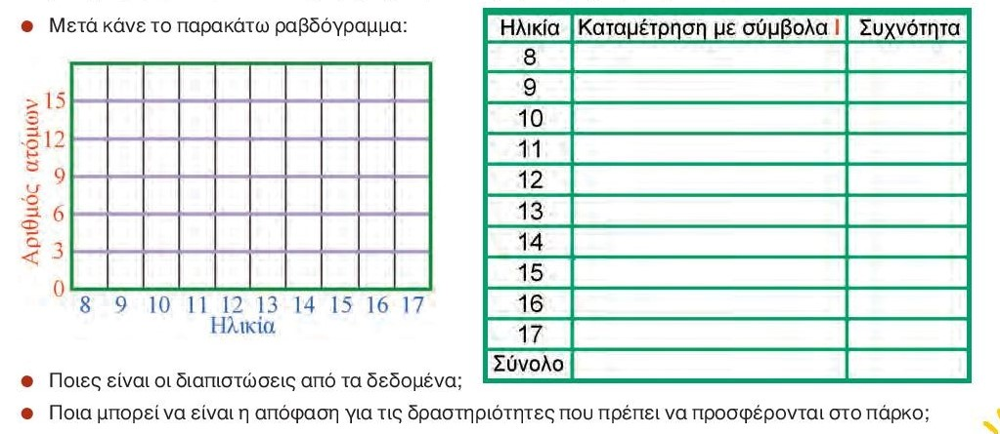 Μετά κάνε το παρακάτω ραβδόγραμμα:
Αριθμός ατόμων
15
12
9
6
3
0
8 9 10 11 12 13 14 15 16 17
Ηλικία
Ηλικία Καταμέτρηση με σύμβολα | Συχνότητα
8
9
10
11
12
13
14
15
16
17
Σύνολο
Ποιες είναι οι διαπιστώσεις από τα δεδομένα;
Ποια μπορεί να είναι η απόφαση για τις δραστηριότητες που πρέπει να προσφέρονται στο πάρκο;